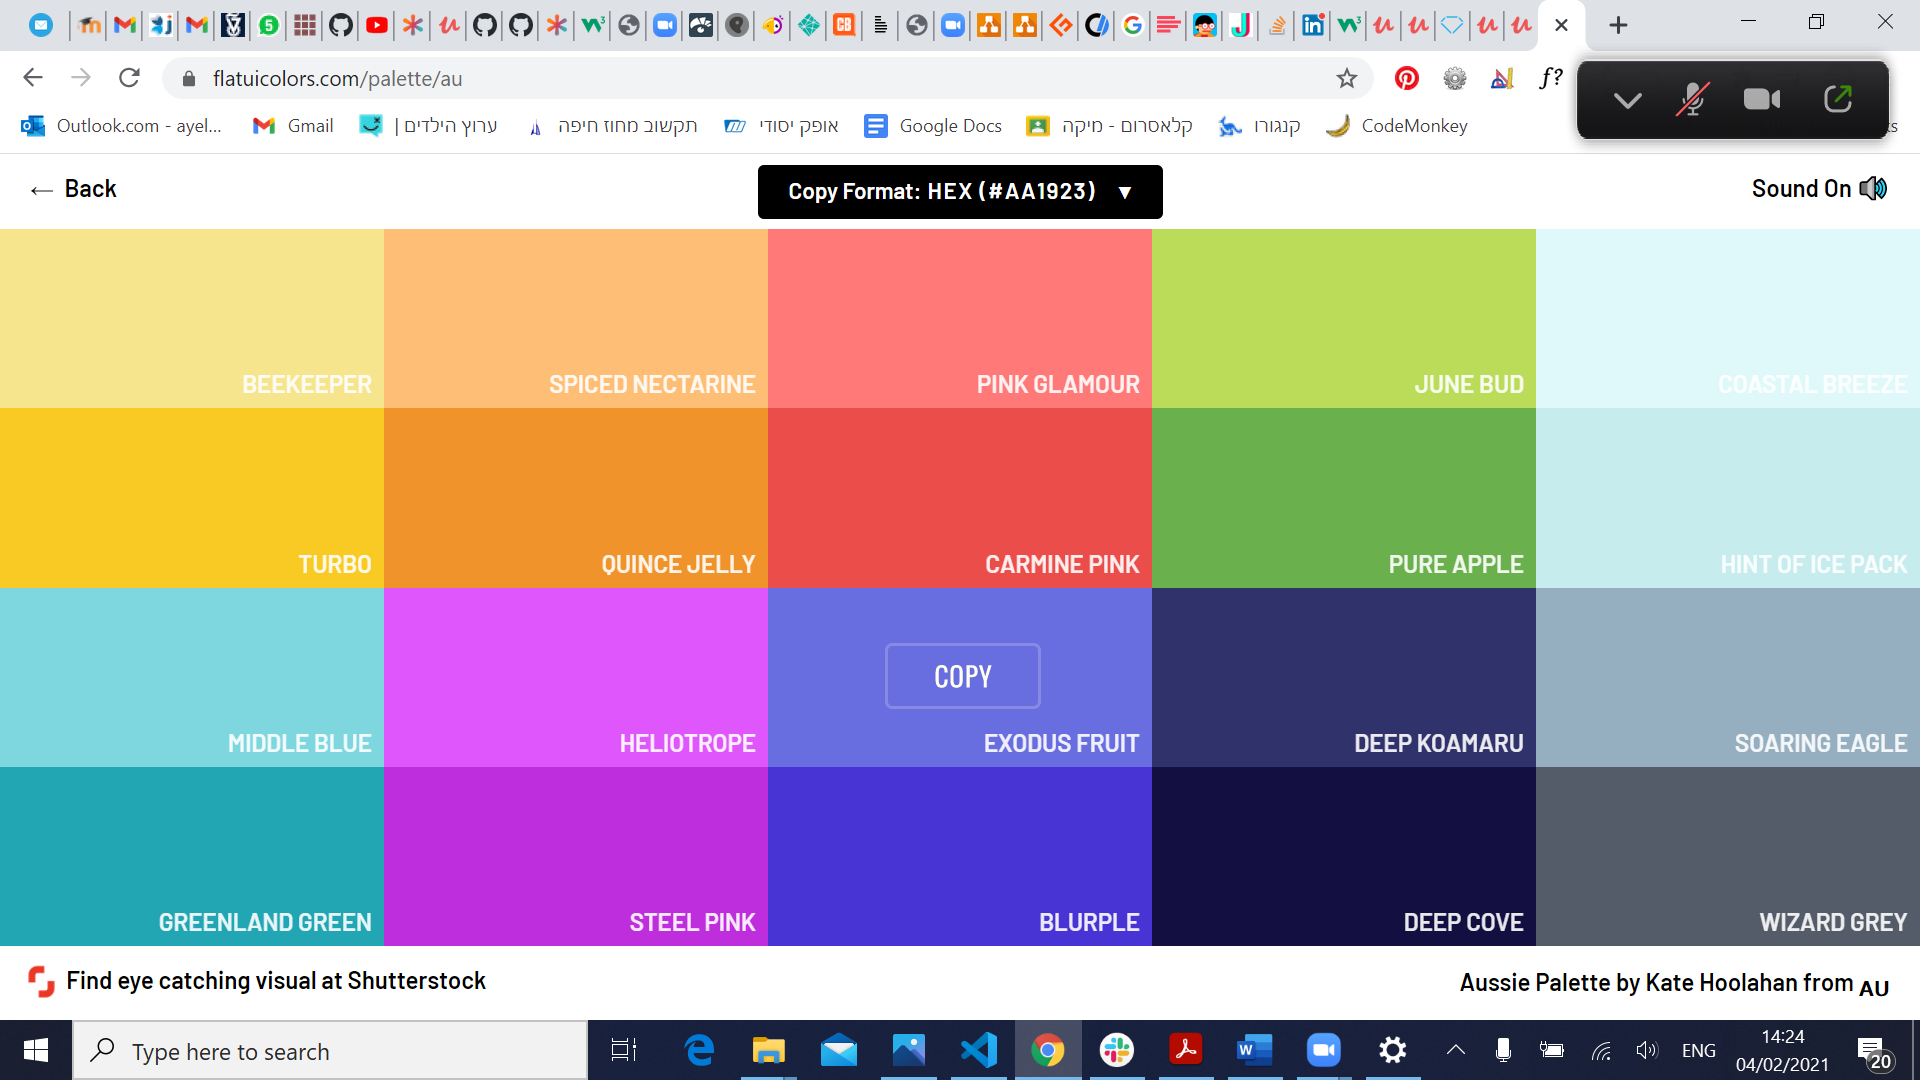 flatuicolors.com/palette/au
f?
Outlook.com - ayel...
Gmail
ערוץ הילדים |
תקשוב מחוז חיפה
אופק יסודי
Google Docs
קלאסרום - מיקה
קנגורו
CodeMonkey
← Back
Copy Format: HEX (#AA1923) ▼
Sound On
BEEKEEPER
SPICED NECTARINE
PINK GLAMOUR
JUNE BUD
COASTAL BREEZE
TURBO
QUINCE JELLY
CARMINE PINK
PURE APPLE
HINT OF ICE PACK
COPY
MIDDLE BLUE
HELIOTROPE
EXODUS FRUIT
DEEP KOAMARU
SOARING EAGLE
GREENLAND GREEN
STEEL PINK
BLURPLE
DEEP COVE
WIZARD GREY
Find eye catching visual at Shutterstock
Aussie Palette by Kate Hoolahan from AU
Type here to search
ENG
14:24
04/02/2021
20